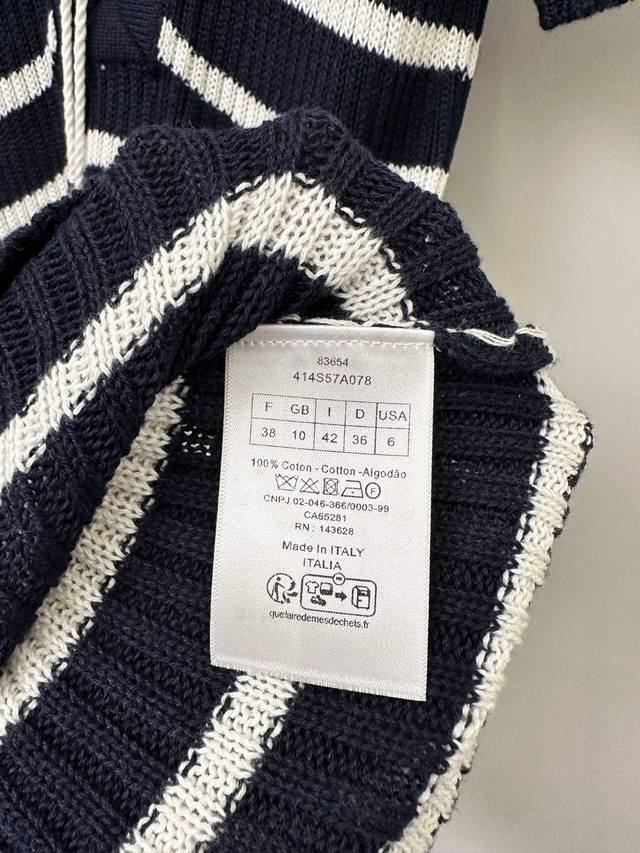 83654
414S57A078
F GB I D USA
38 10 42 36 6
100% Coton - Cotton - Algodão
CNPJ.02-046-366/0003-99
CA65281
RN : 143628
Made In ITALY
ITALIA
quefairedemesdechets.fr